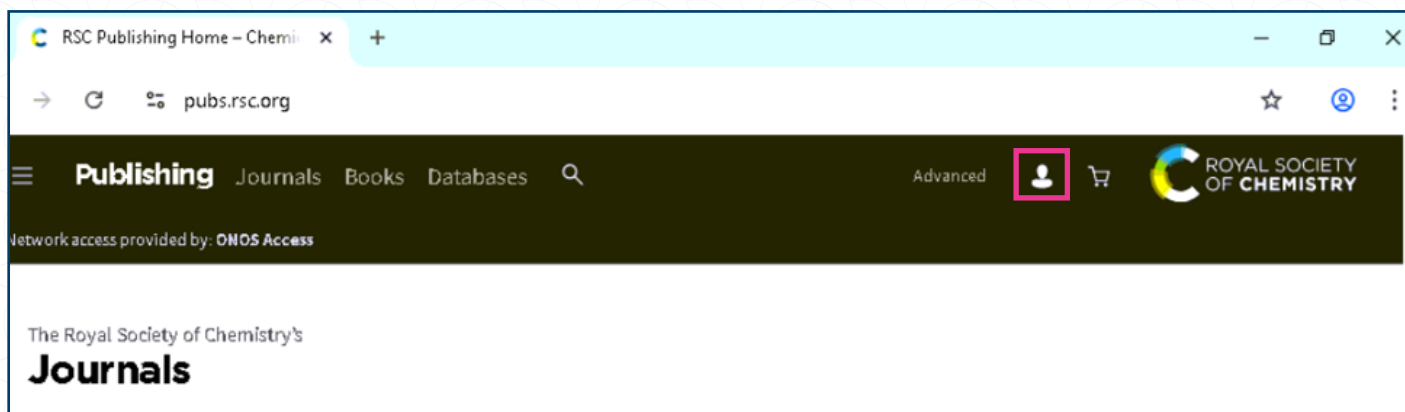 RSC Publishing Home – Chemi
pubs.rsc.org
Publishing Journals Books Databases Advanced ROYAL SOCIETY
OF CHEMISTRY
Network access provided by: ONOS Access
The Royal Society of Chemistry's
Journals